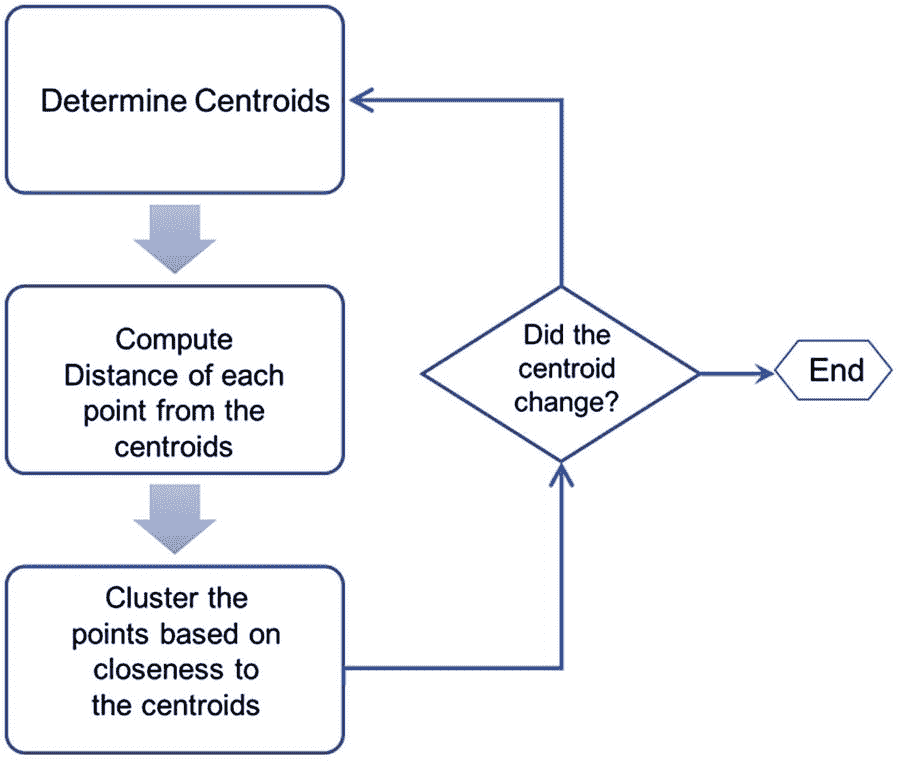 Determine Centroids
Compute
Distance of each
point from the
centroids
Cluster the
points based on
closeness to
the centroids
Did the
centroid
change?
End